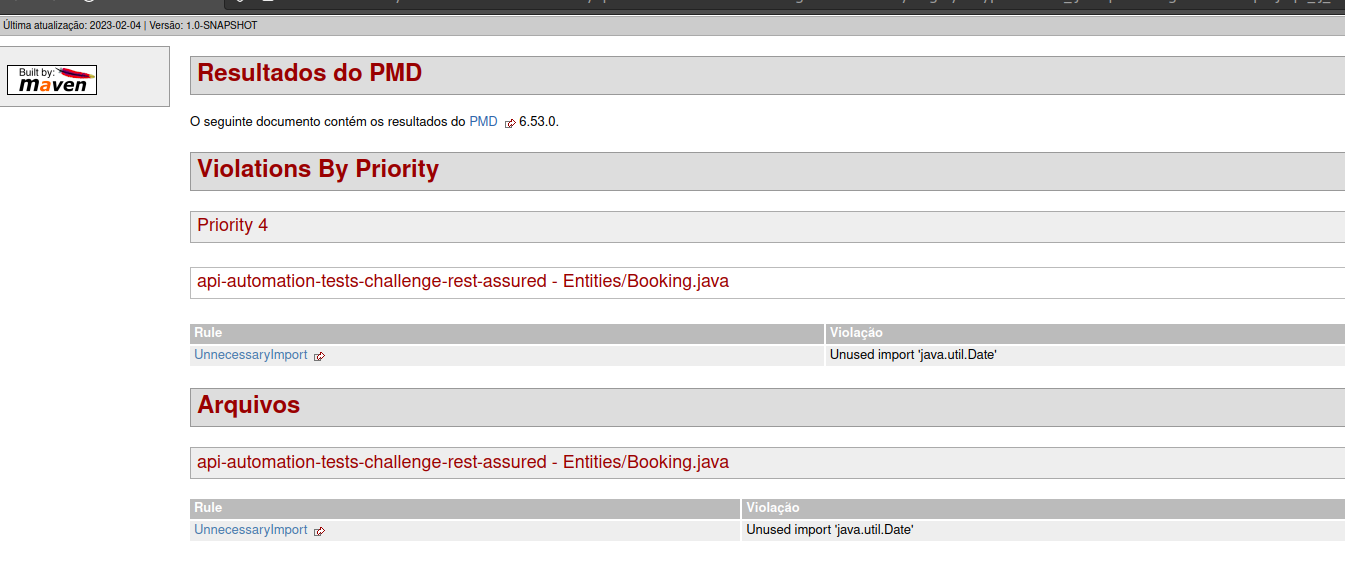 Última atualização: 2023-02-04 | Versão: 1.0-SNAPSHOT
Built by:
maven
Resultados do PMD
O seguinte documento contém os resultados do PMD 6.53.0.
Violations By Priority
Priority 4
api-automation-tests-challenge-rest-assured - Entities/Booking.java
Rule Violação
UnnecessaryImport Unused import 'java.util.Date'
Arquivos
api-automation-tests-challenge-rest-assured - Entities/Booking.java
Rule Violação
UnnecessaryImport Unused import 'java.util.Date'